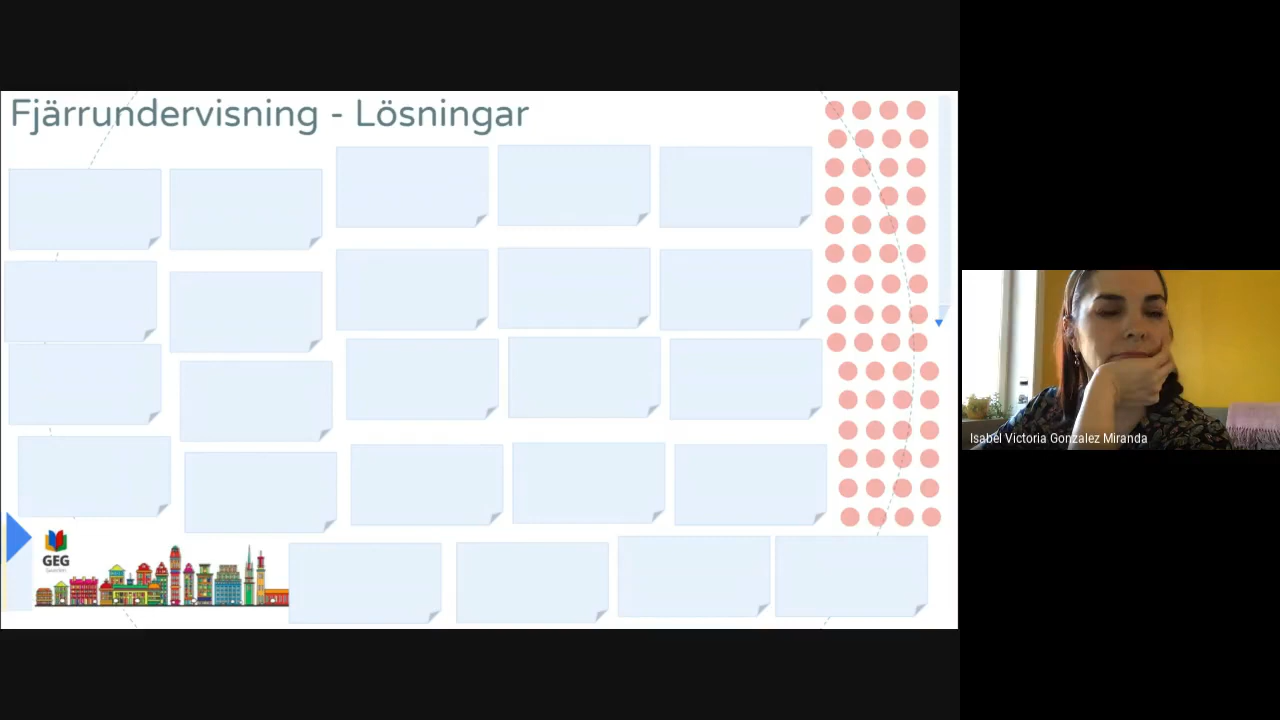 Fjärrundervisning - Lösningar
GEG
Isabel Victoria Gonzalez Miranda